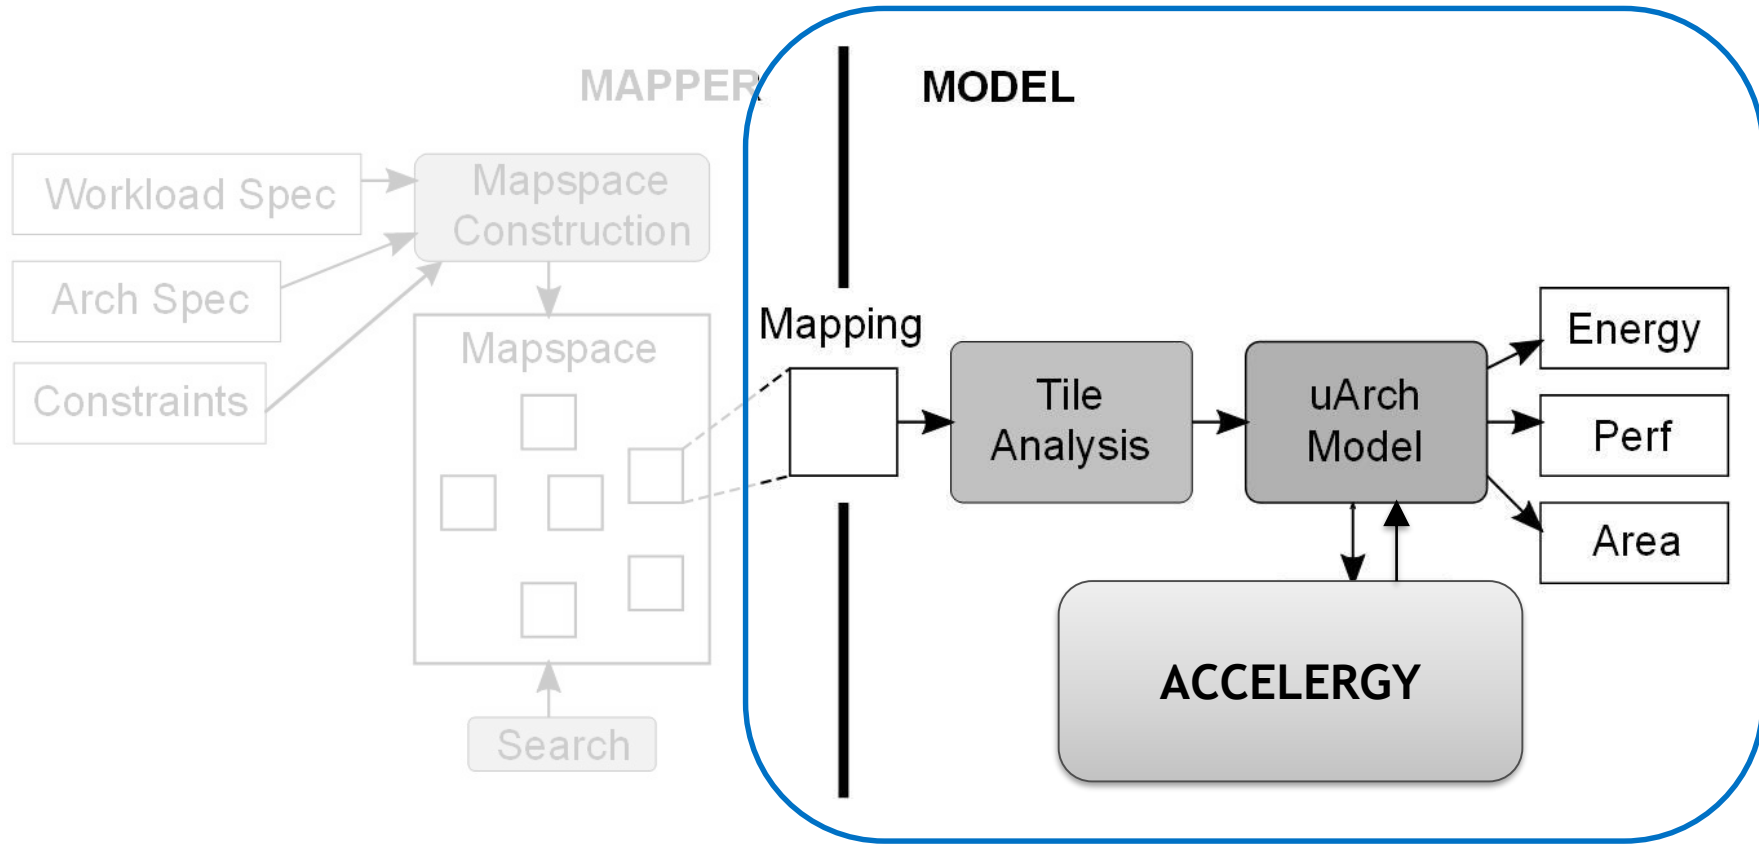 MAPPER
MODEL
Workload Spec
Mapspace
Construction
Arch Spec
Constraints
Mapspace
Search
Mapping
Tile
Analysis
uArch
Model
Energy
Perf
Area
ACCELERGY